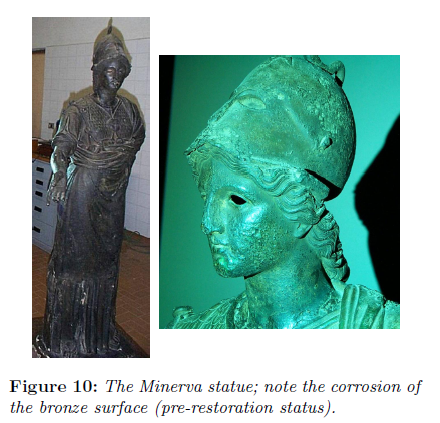 Figure 10: The Minerva statue; note the corrosion of
the bronze surface (pre-restoration status).